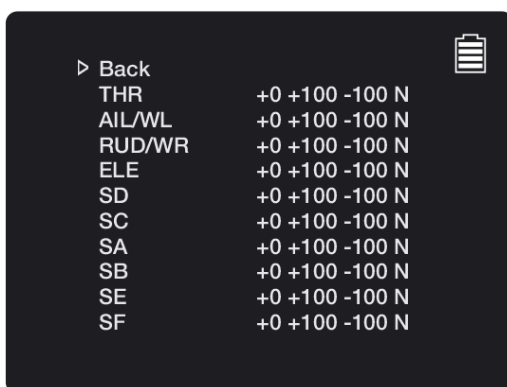 Back
THR +0 +100 -100 N
AIL/WL +0 +100 -100 N
RUD/WR +0 +100 -100 N
ELE +0 +100 -100 N
SD +0 +100 -100 N
SC +0 +100 -100 N
SA +0 +100 -100 N
SB +0 +100 -100 N
SE +0 +100 -100 N
SF +0 +100 -100 N